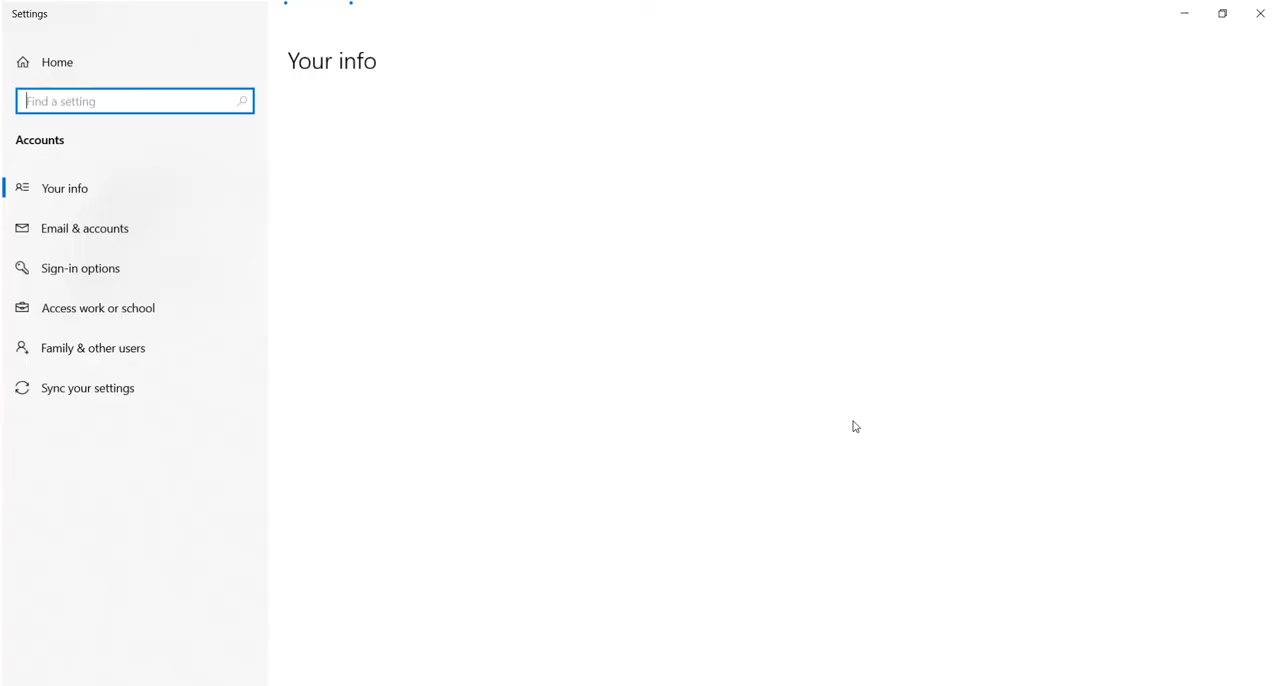 Settings
Home
Find a setting
Accounts
Your info
Email & accounts
Sign-in options
Access work or school
Family & other users
Sync your settings
Your info